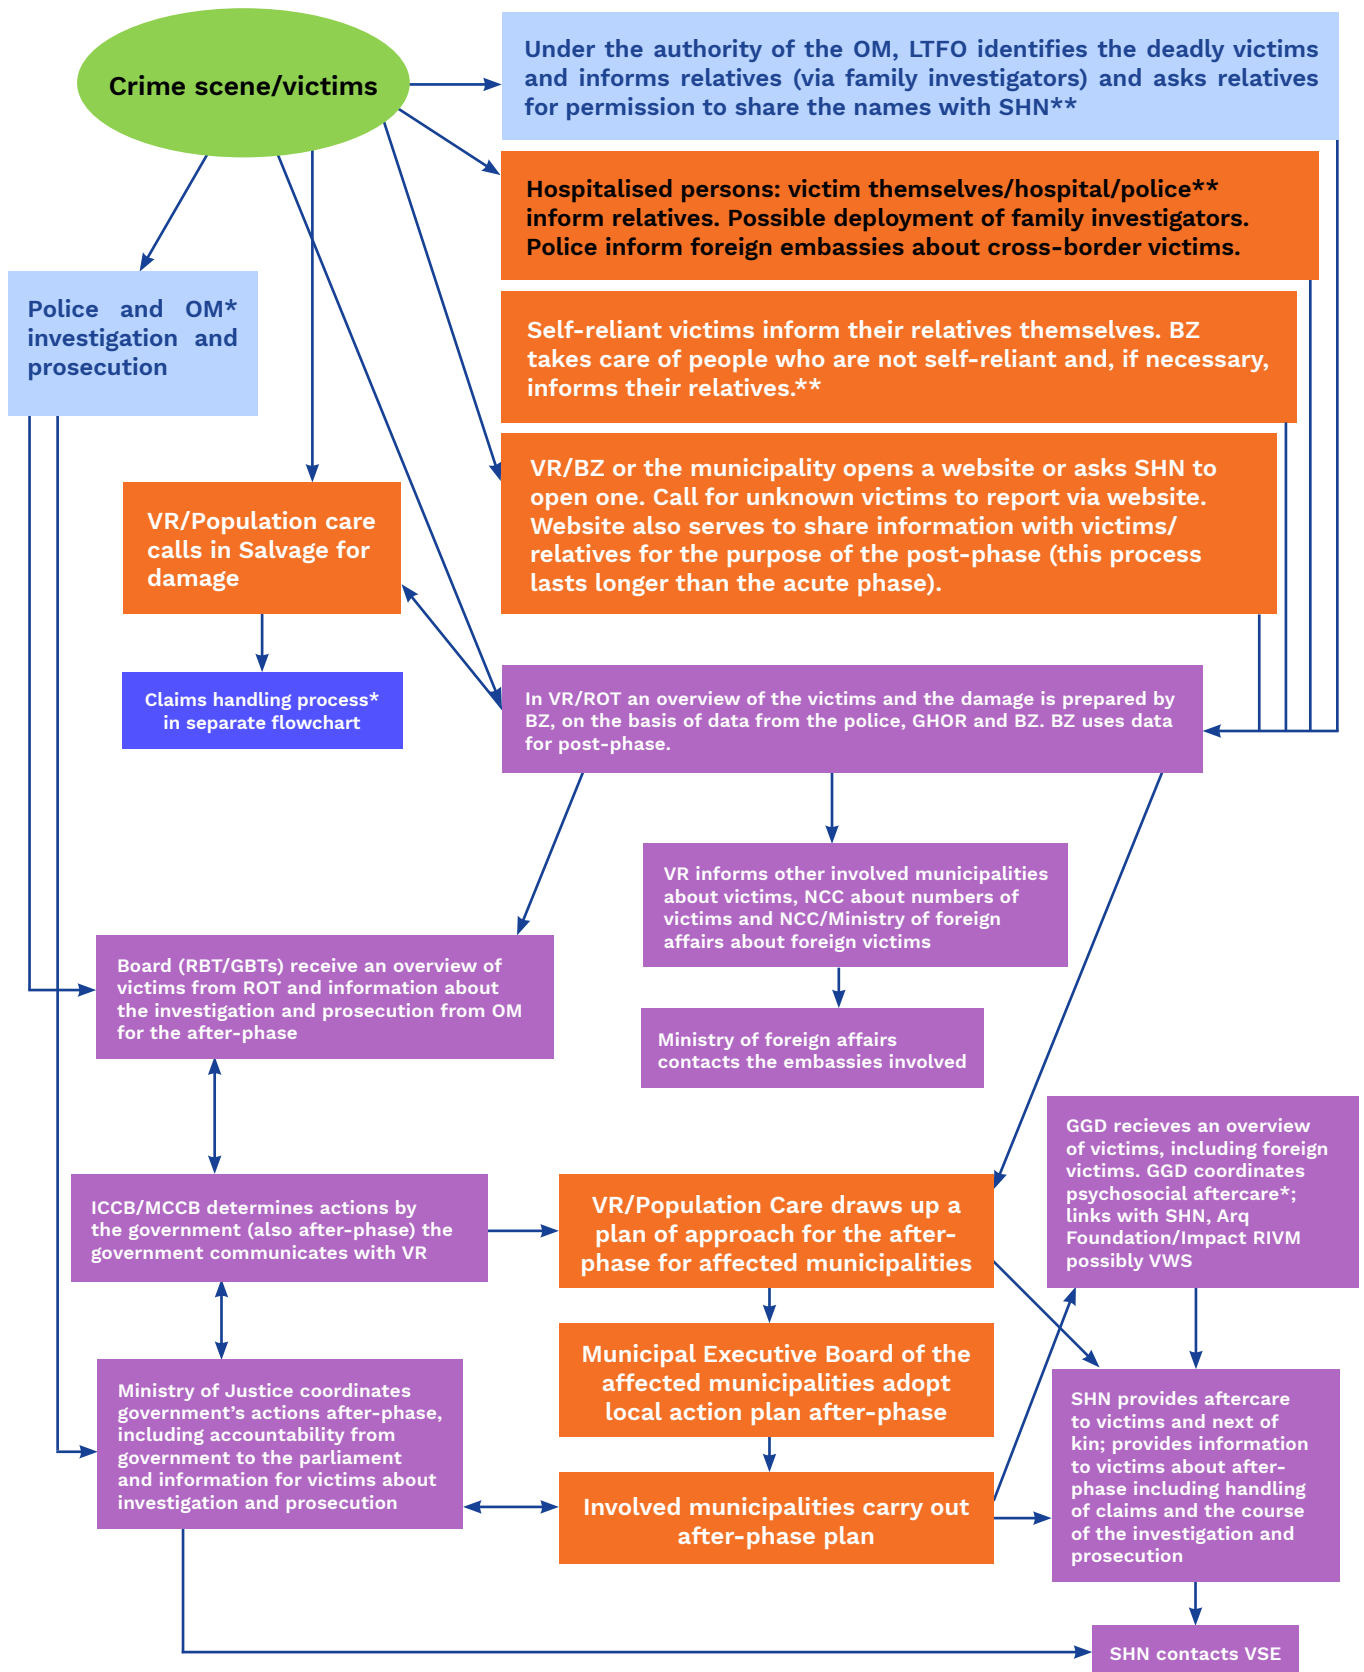 Crime scene/victims
Under the authority of the OM, LTFO identifies the deadly victims
and informs relatives (via family investigators) and asks relatives
for permission to share the names with SHN**
Hospitalised persons: victim themselves/hospital/police**
inform relatives. Possible deployment of family investigators.
Police inform foreign embassies about cross-border victims.
Police and OM*
investigation and
prosecution
Self-reliant victims inform their relatives themselves. BZ
takes care of people who are not self-reliant and, if necessary,
informs their relatives.**
VR/BZ or the municipality opens a website or asks SHN to
open one. Call for unknown victims to report via website.
Website also serves to share information with victims/
relatives for the purpose of the post-phase (this process
lasts longer than the acute phase).
VR/Population care
calls in Salvage for
damage
Claims handling process*
in separate flowchart
In VR/ROT an overview of the victims and the damage is prepared by
BZ, on the basis of data from the police, GHOR and BZ. BZ uses data
for post-phase.
VR informs other involved municipalities
about victims, NCC about numbers of
victims and NCC/Ministry of foreign
affairs about foreign victims
Board (RBT/GBTs) receive an overview of
victims from ROT and information about
the investigation and prosecution from OM
for the after-phase
Ministry of foreign affairs
contacts the embassies involved
GGD recieves an overview
of victims, including foreign
victims. GGD coordinates
psychosocial aftercare*;
links with SHN, Arq
Foundation/Impact RIVM
possibly VWS
ICCB/MCCB determines actions by
the government (also after-phase) the
government communicates with VR
VR/Population Care draws up a
plan of approach for the after-
phase for affected municipalities
Municipal Executive Board of the
affected municipalities adopt
local action plan after-phase
Ministry of Justice coordinates
government's actions after-phase,
including accountability from
government to the parliament
and information for victims about
investigation and prosecution
SHN provides aftercare
to victims and next of
kin; provides information
to victims about after-
phase including handling
of claims and the course
of the investigation and
prosecution
Involved municipalities carry out
after-phase plan
SHN contacts VSE